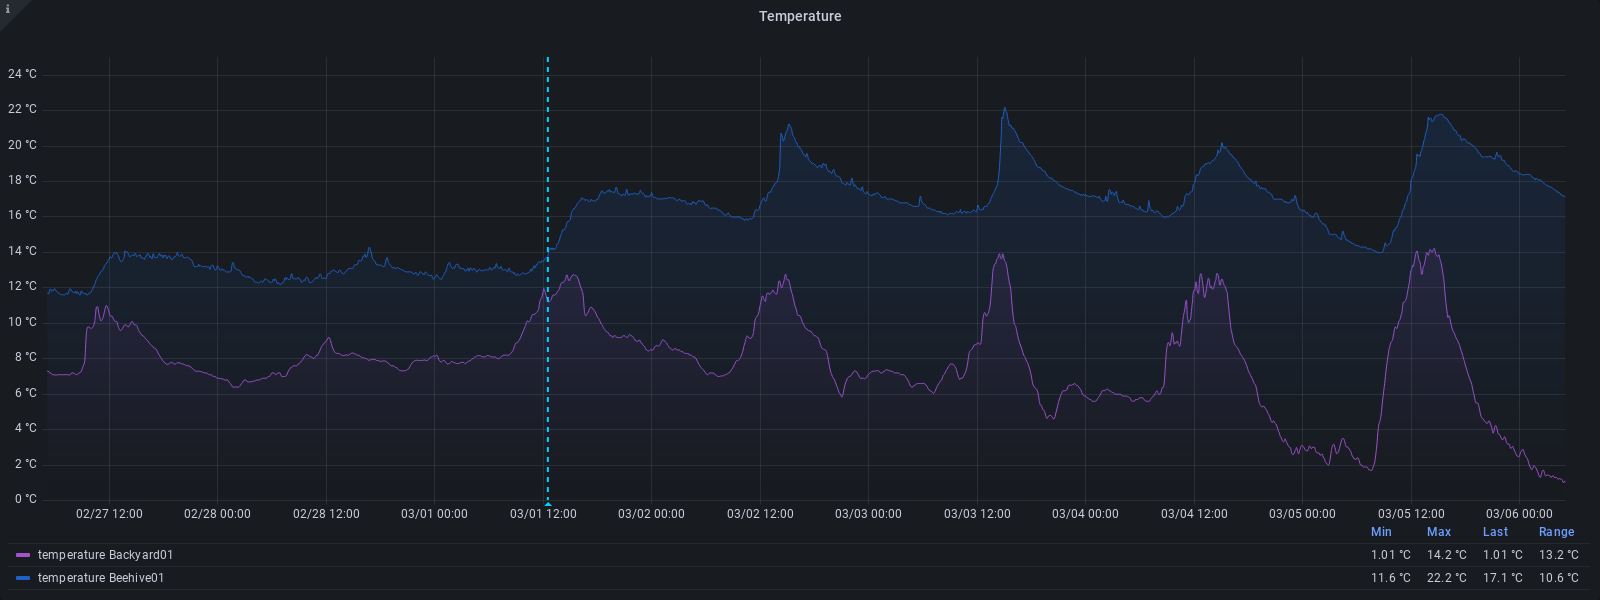 i
Temperature
24 °C
22 °C
20 °C
18 °C
16 °C
14 °C
12 °C
10 °C
8 °C
6 °C
4 °C
2 °C
0 °C
02/27 12:00 02/28 00:00 02/28 12:00 03/01 00:00 03/01 12:00 03/02 00:00 03/02 12:00 03/03 00:00 03/03 12:00 03/04 00:00 03/04 12:00 03/05 00:00 03/05 12:00 03/06 00:00
Min Max Last Range
temperature Backyard01 1.01 °C 14.2 °C 1.01 °C 13.2 °C
temperature Beehive01 11.6 °C 22.2 °C 17.1 °C 10.6 °C